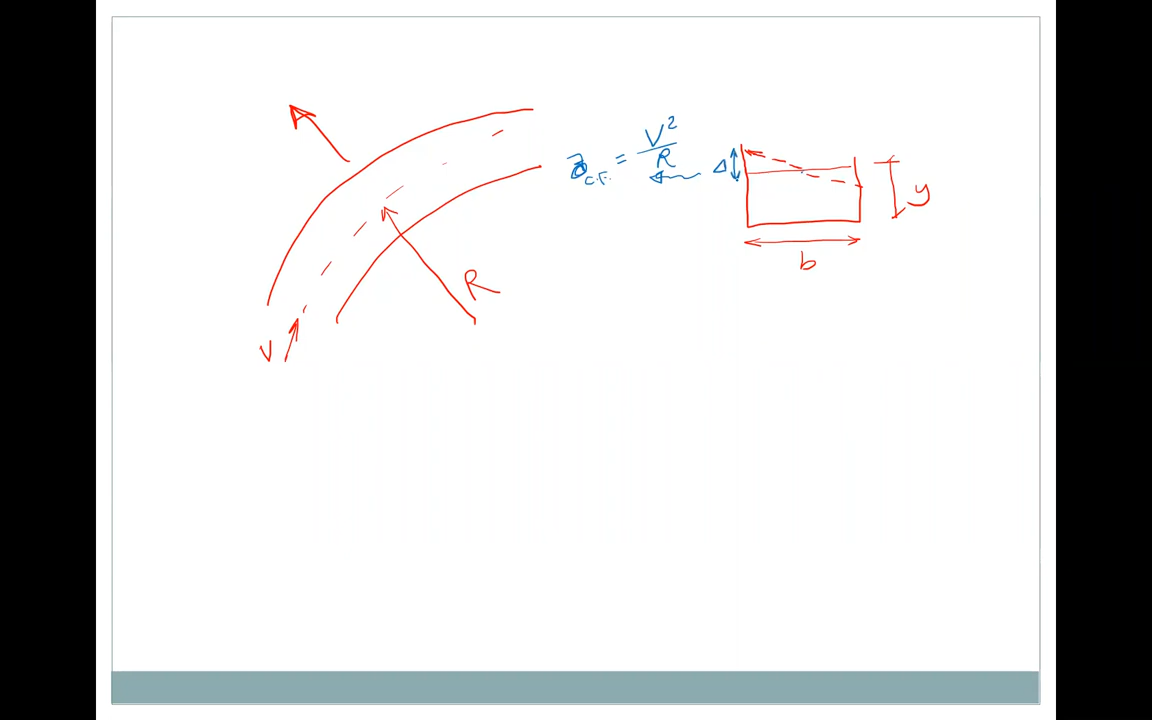 a_C.F. = V²/R
Δ
y
b
R
V